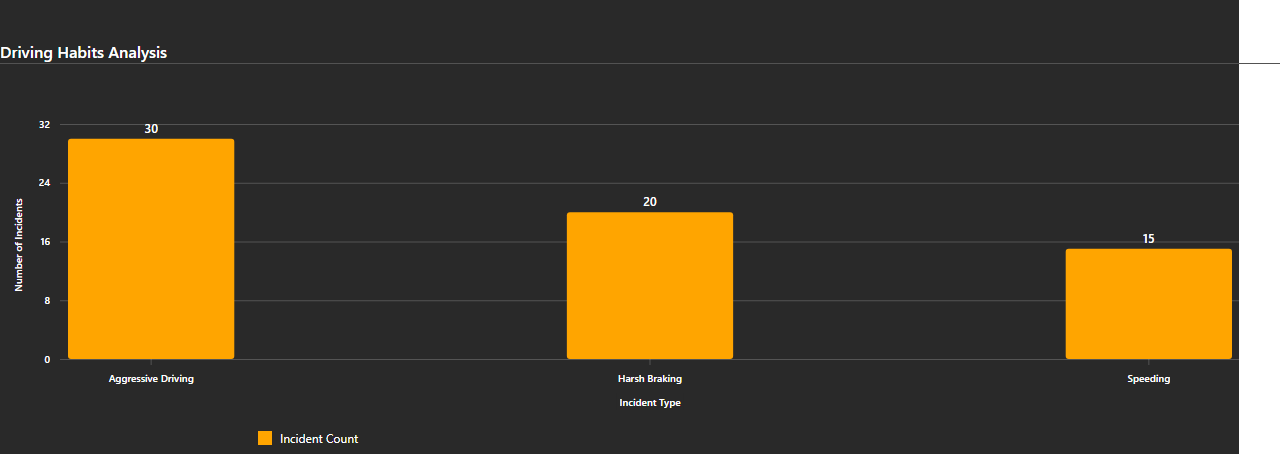 Driving Habits Analysis
32
24
16
8
0
Number of Incidents
30
20
15
Aggressive Driving
Harsh Braking
Speeding
Incident Type
Incident Count